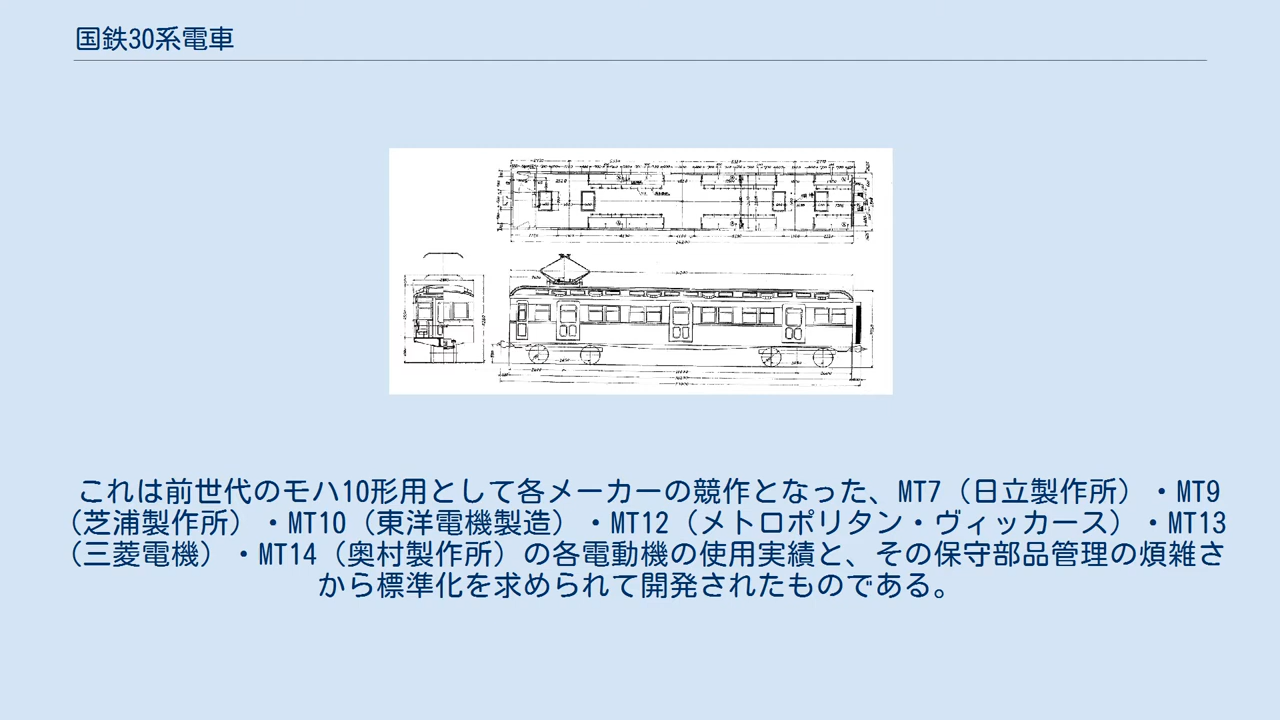 国鉄30系電車
これは前世代のモハ10形用として各メーカーの競作となった、MT7（日立製作所）・MT9
（芝浦製作所）・MT10（東洋電機製造）・MT12（メトロポリタン・ヴィッカース）・MT13
（三菱電機）・MT14（奥村製作所）の各電動機の使用実績と、その保守部品管理の煩雑さ
から標準化を求められて開発されたものである。